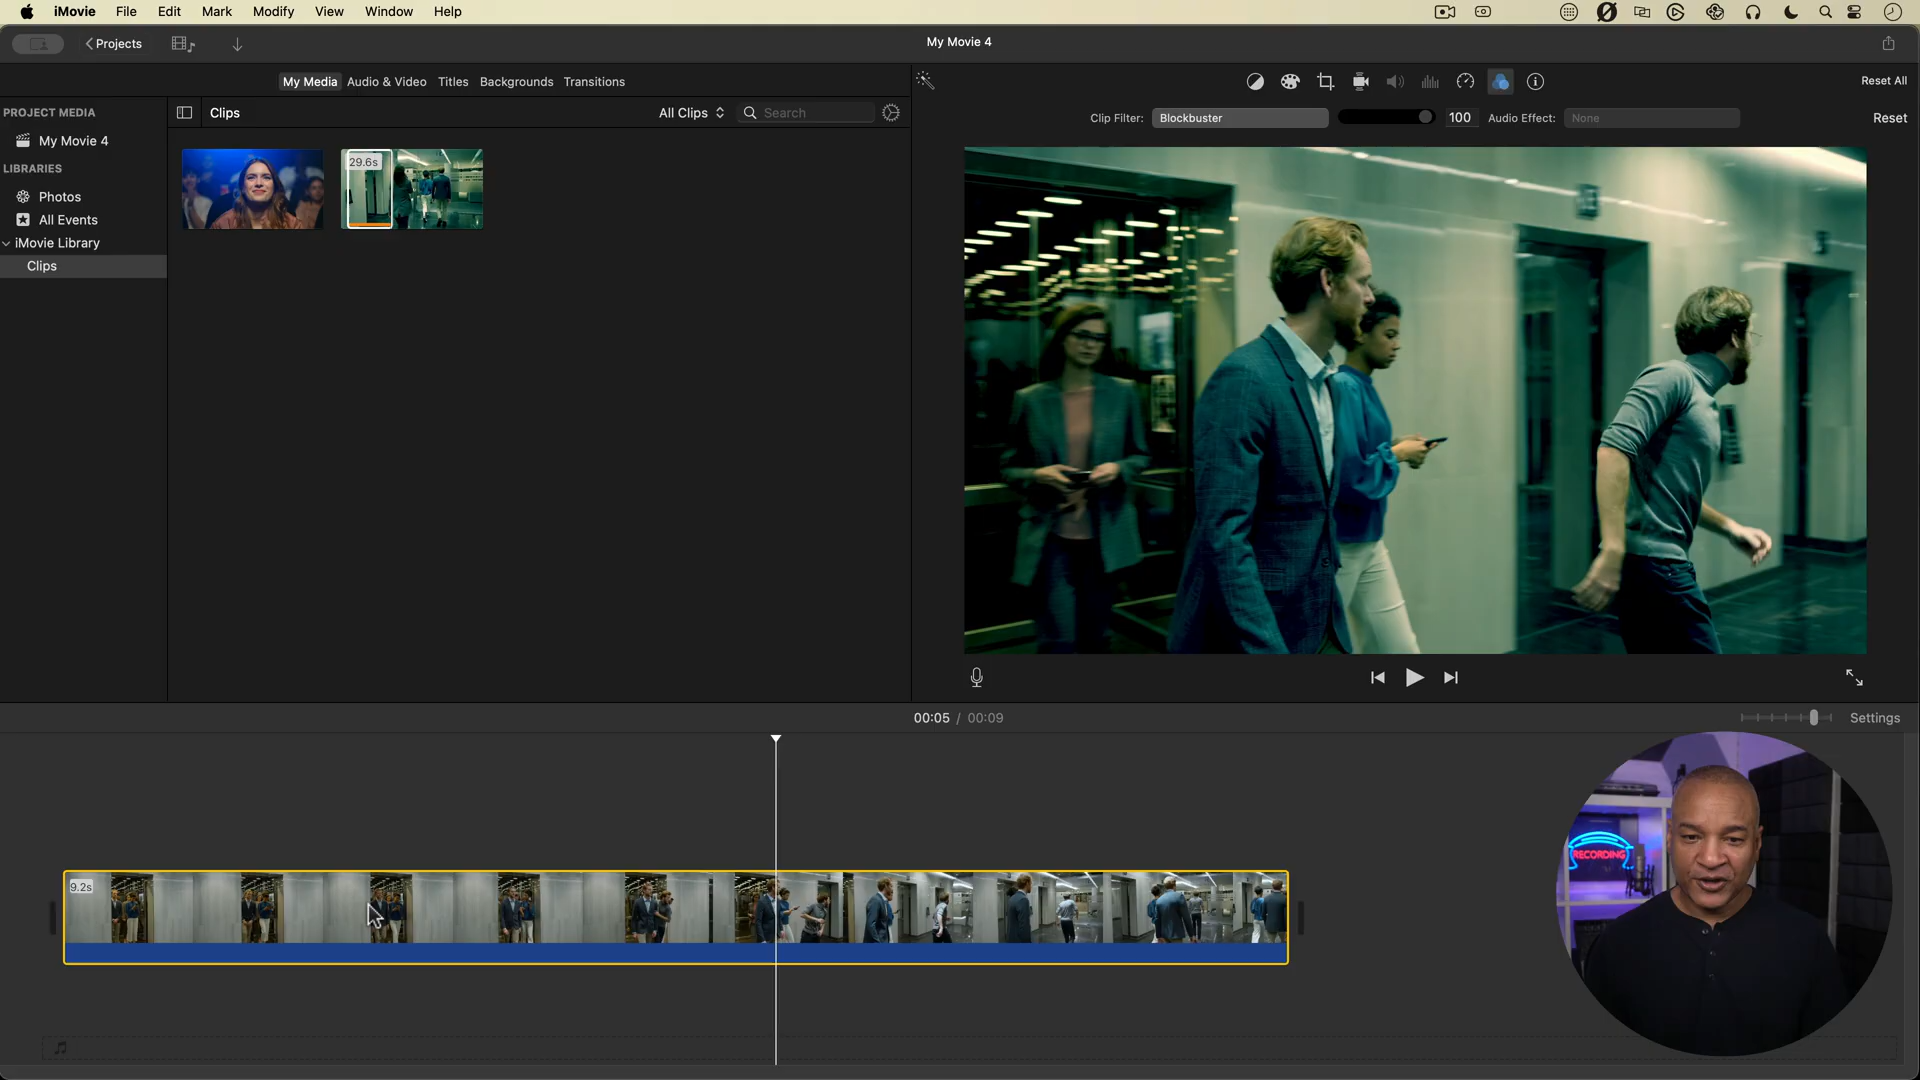 iMovie File Edit Mark Modify View Window Help
Projects
My Movie 4
My Media Audio & Video Titles Backgrounds Transitions
Reset All
PROJECT MEDIA
My Movie 4
LIBRARIES
Photos
All Events
iMovie Library
Clips
Clips
All Clips
Search
Clip Filter: Blockbuster 100 Audio Effect: None Reset
29.6s
00:05 / 00:09
Settings
9.2s
RECORDING